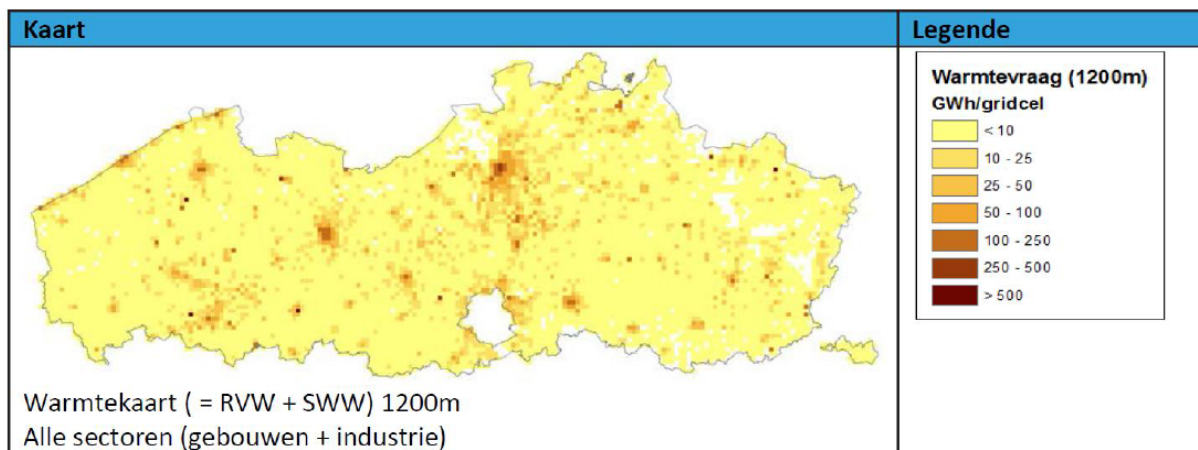 Kaart
Legende
Warmtevraag (1200m)
GWh/gridcel
< 10
10 - 25
25 - 50
50 - 100
100 - 250
250 - 500
> 500
Warmtekaart ( = RVW + SWW) 1200m
Alle sectoren (gebouwen + industrie)